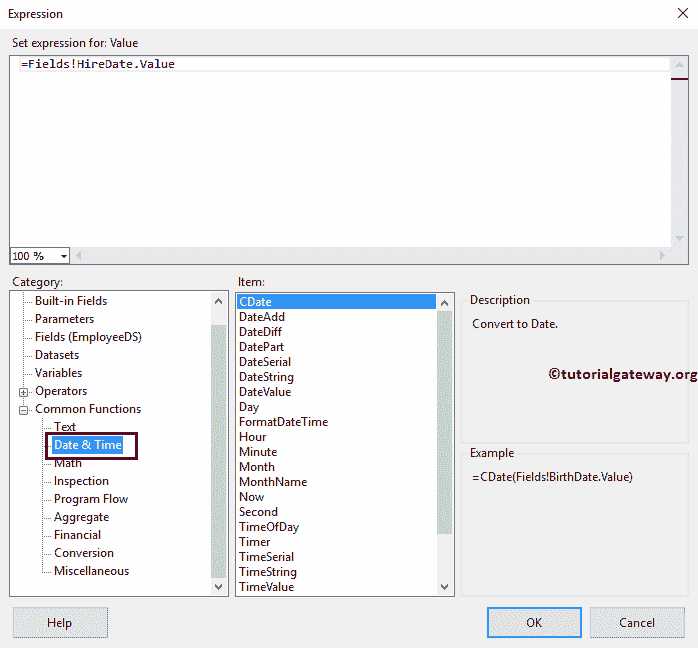 Expression
Set expression for: Value
=Fields!HireDate.Value
100 %
Category:
Built-in Fields
Parameters
Fields (EmployeeDS)
Datasets
Variables
Operators
Common Functions
Text
Date & Time
Math
Inspection
Program Flow
Aggregate
Financial
Conversion
Miscellaneous
Item:
CDate
DateAdd
DateDiff
DatePart
DateSerial
DateString
DateValue
Day
FormatDateTime
Hour
Minute
Month
MonthName
Now
Second
TimeOfDay
Timer
TimeSerial
TimeString
TimeValue
Description
Convert to Date.
©tutorialgateway.org
Example
=CDate(Fields!BirthDate.Value)
Help
OK
Cancel